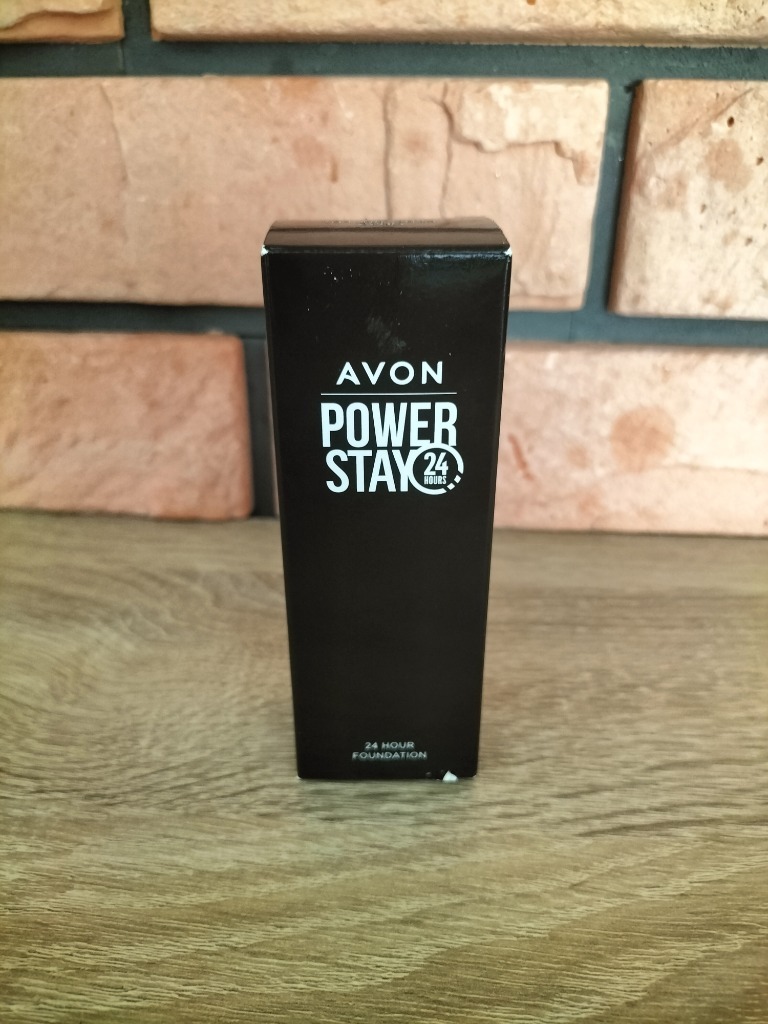 AVON
POWER
STAY 24
HOURS
24 HOUR
FOUNDATION